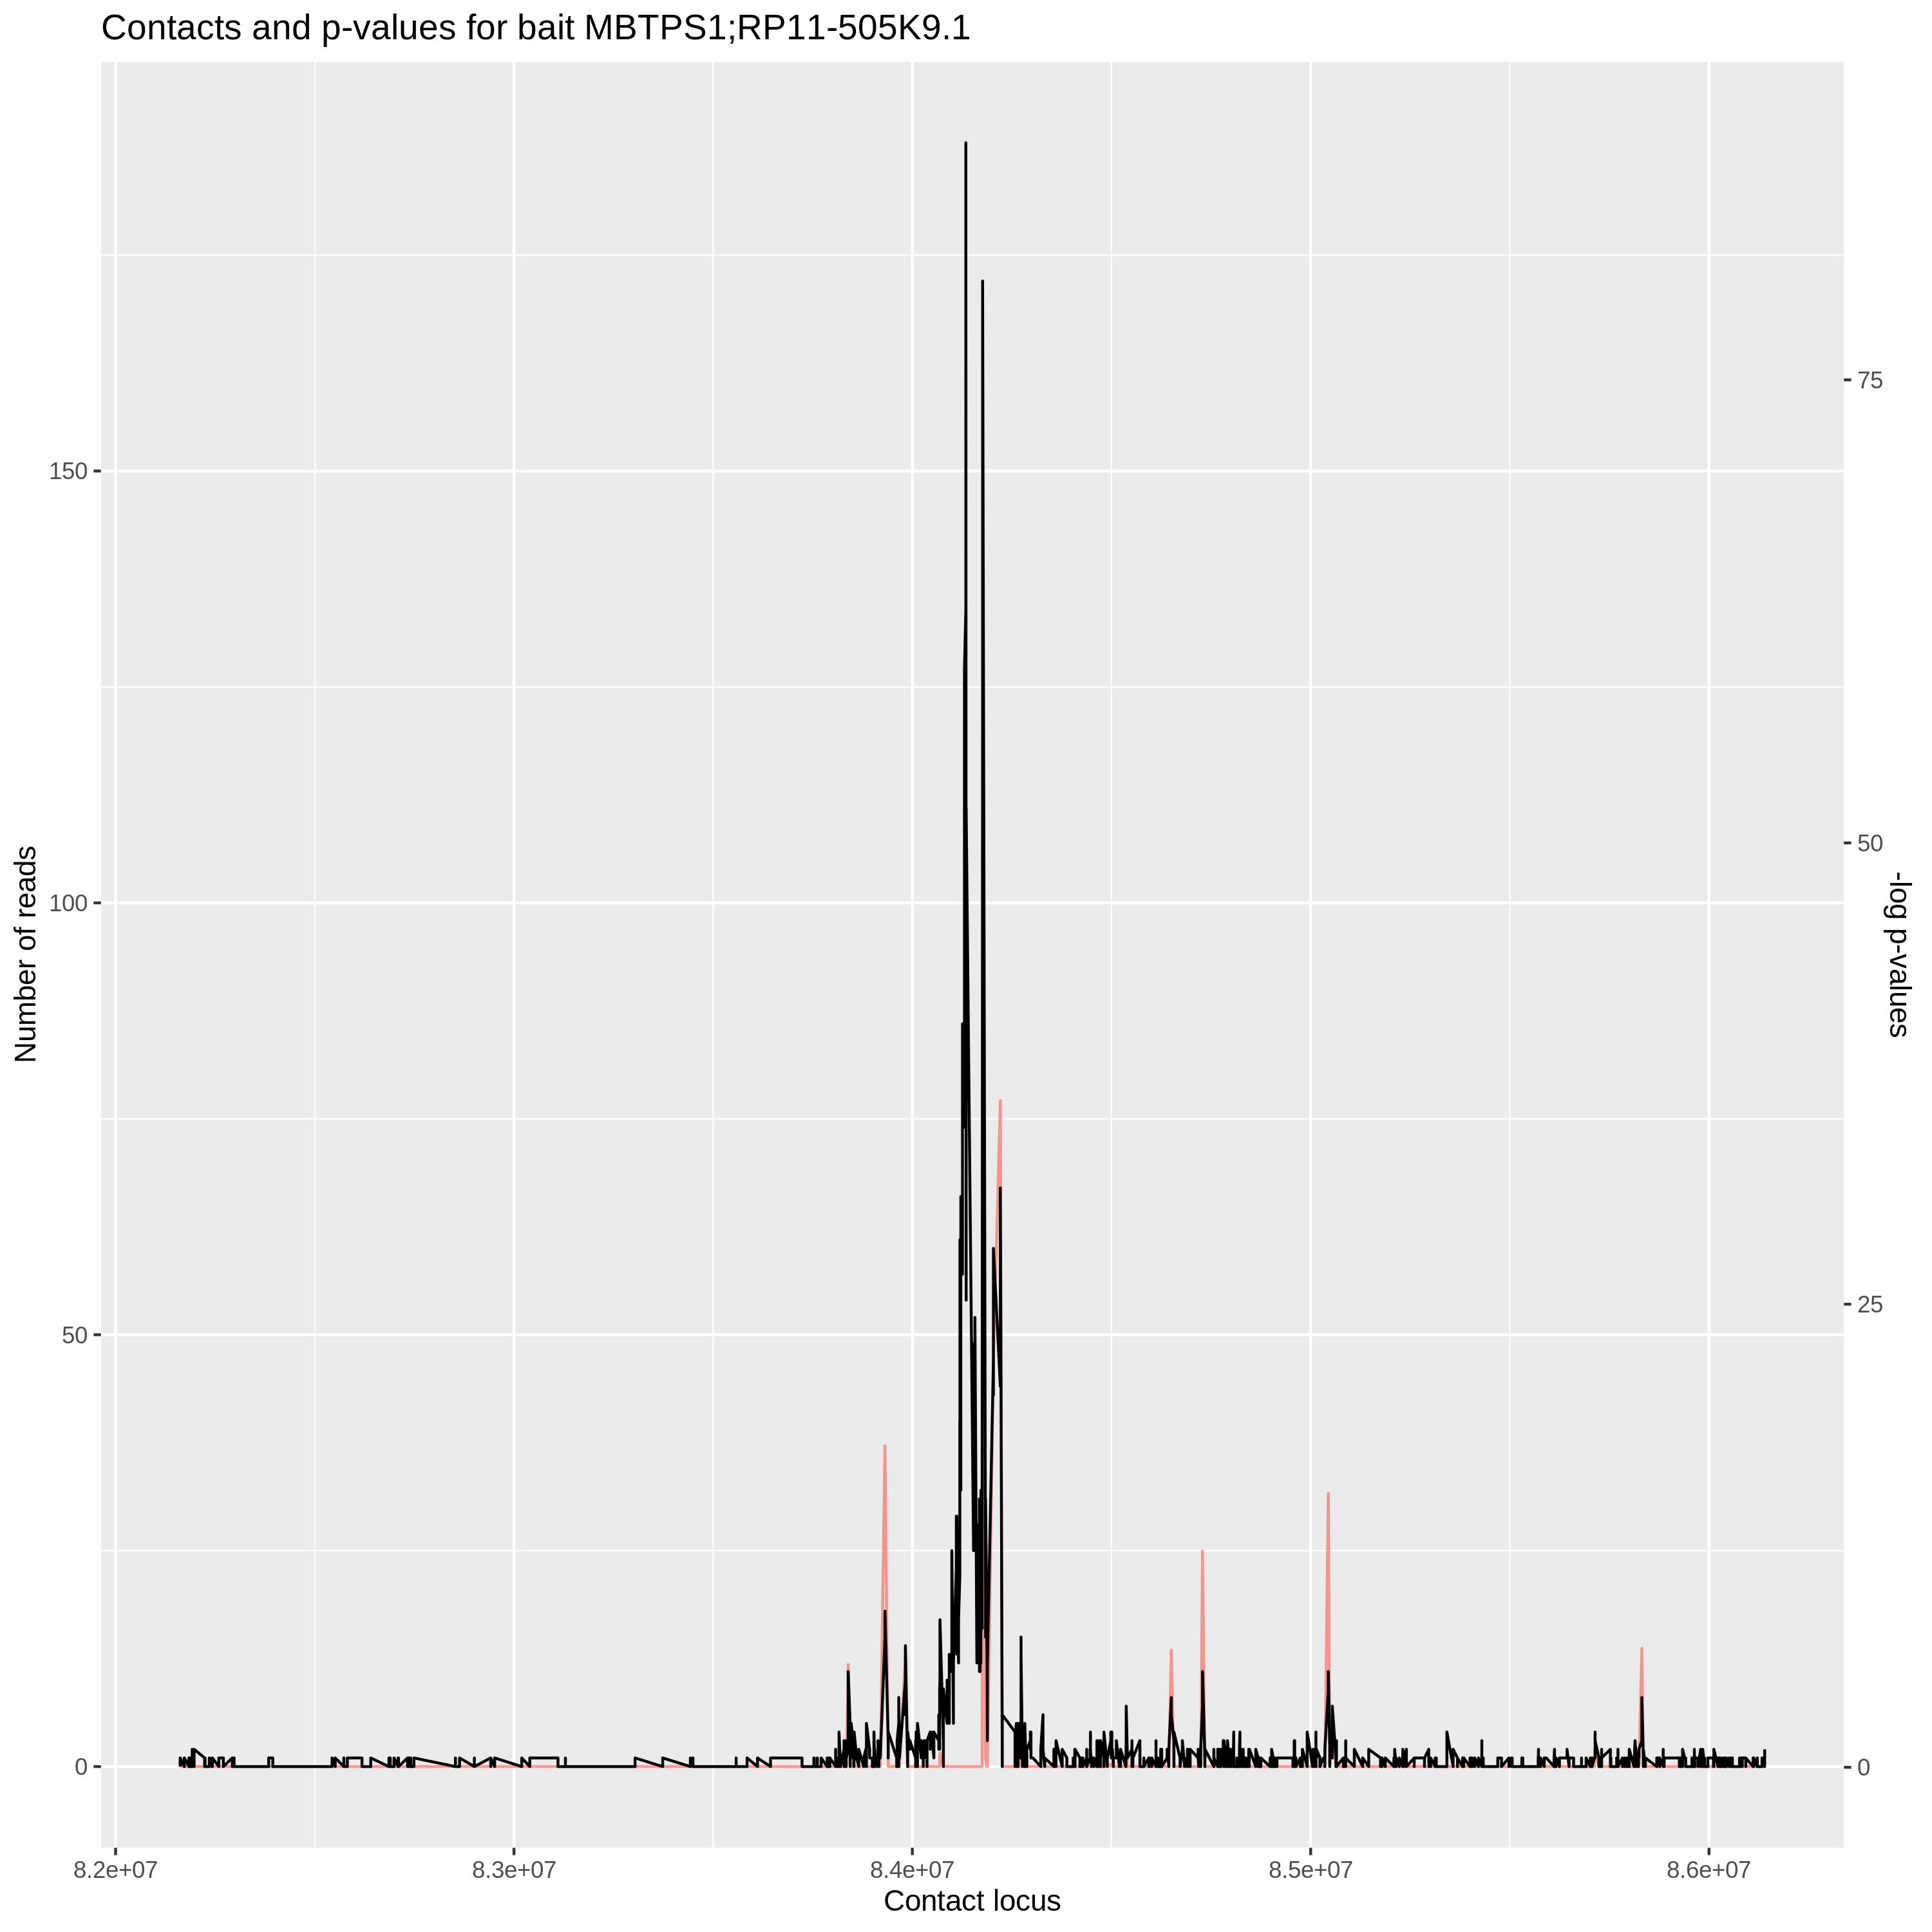 Contacts and p-values for bait MBTPS1;RP11-505K9.1
Number of reads
150
100
50
0
75
50
25
0
-log p-values
8.2e+07
8.3e+07
8.4e+07
8.5e+07
8.6e+07
Contact locus